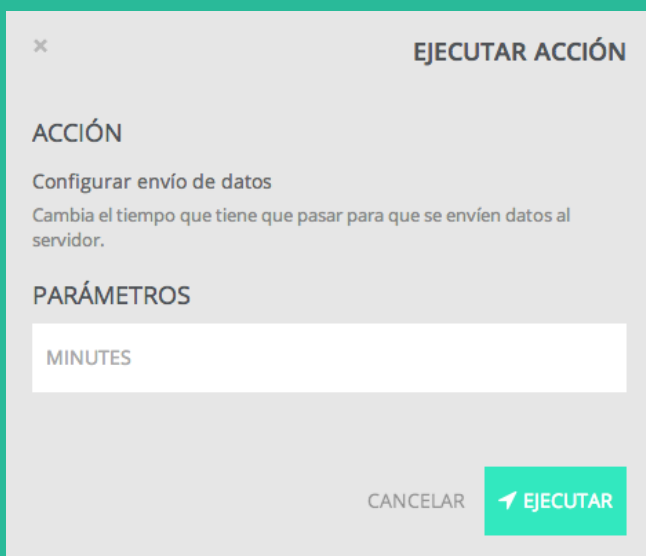 ×
EJECUTAR ACCIÓN
ACCIÓN
Configurar envío de datos
Cambia el tiempo que tiene que pasar para que se envíen datos al
servidor.
PARÁMETROS
MINUTES
CANCELAR
EJECUTAR